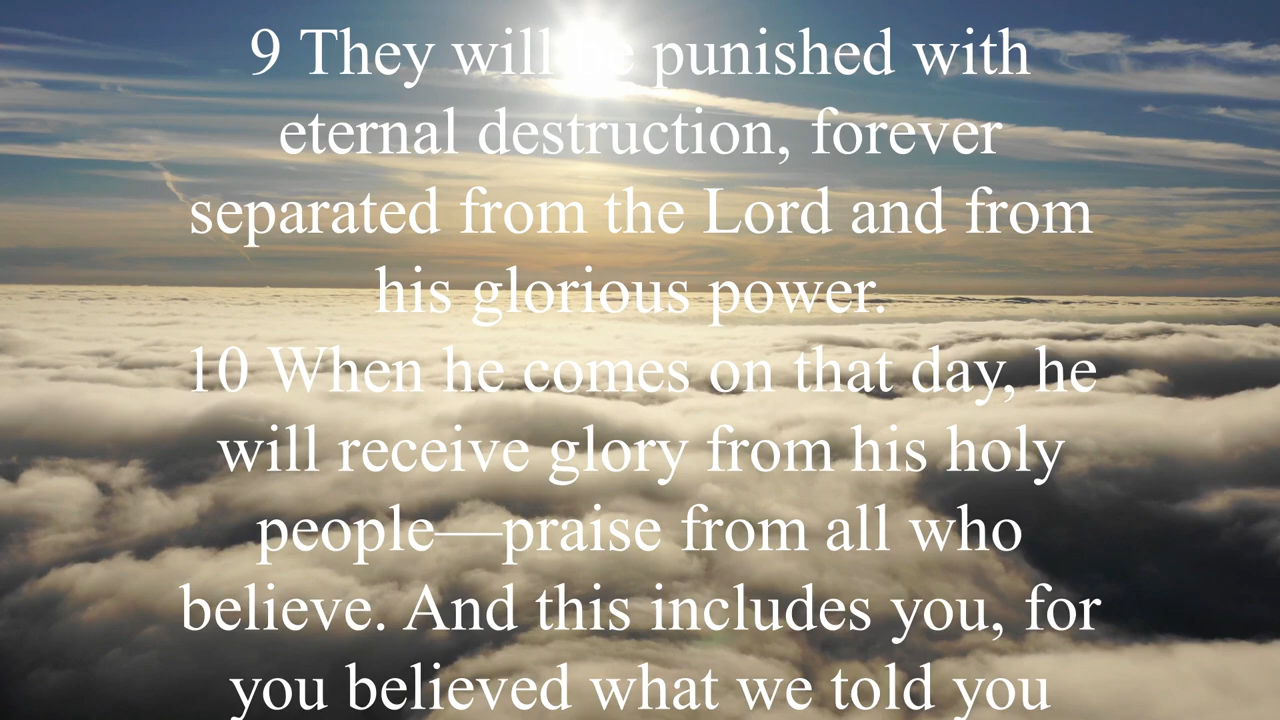 9 They will be punished with
eternal destruction, forever
separated from the Lord and from
his glorious power.
10 When he comes on that day, he
will receive glory from his holy
people—praise from all who
believe. And this includes you, for
you believed what we told you